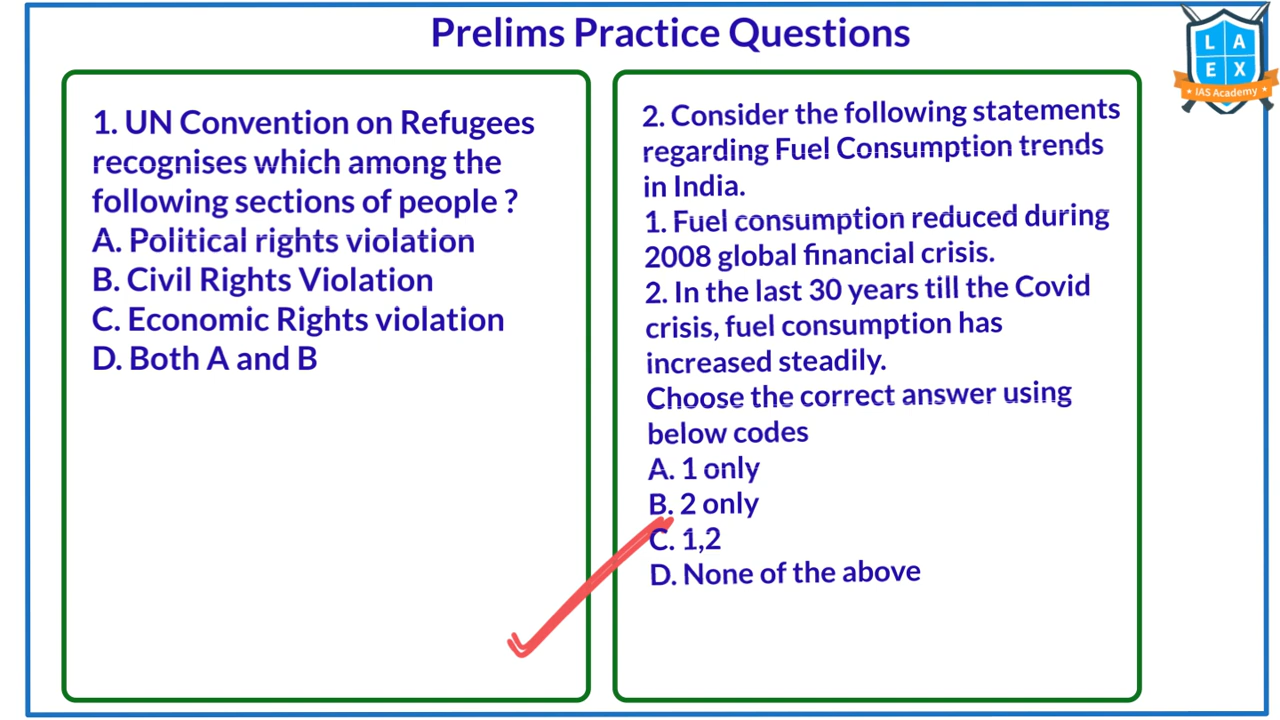 Prelims Practice Questions
L A
E X
IAS Academy
1. UN Convention on Refugees
recognises which among the
following sections of people ?
A. Political rights violation
B. Civil Rights Violation
C. Economic Rights violation
D. Both A and B
2. Consider the following statements
regarding Fuel Consumption trends
in India.
1. Fuel consumption reduced during
2008 global financial crisis.
2. In the last 30 years till the Covid
crisis, fuel consumption has
increased steadily.
Choose the correct answer using
below codes
A. 1 only
B. 2 only
C. 1,2
D. None of the above